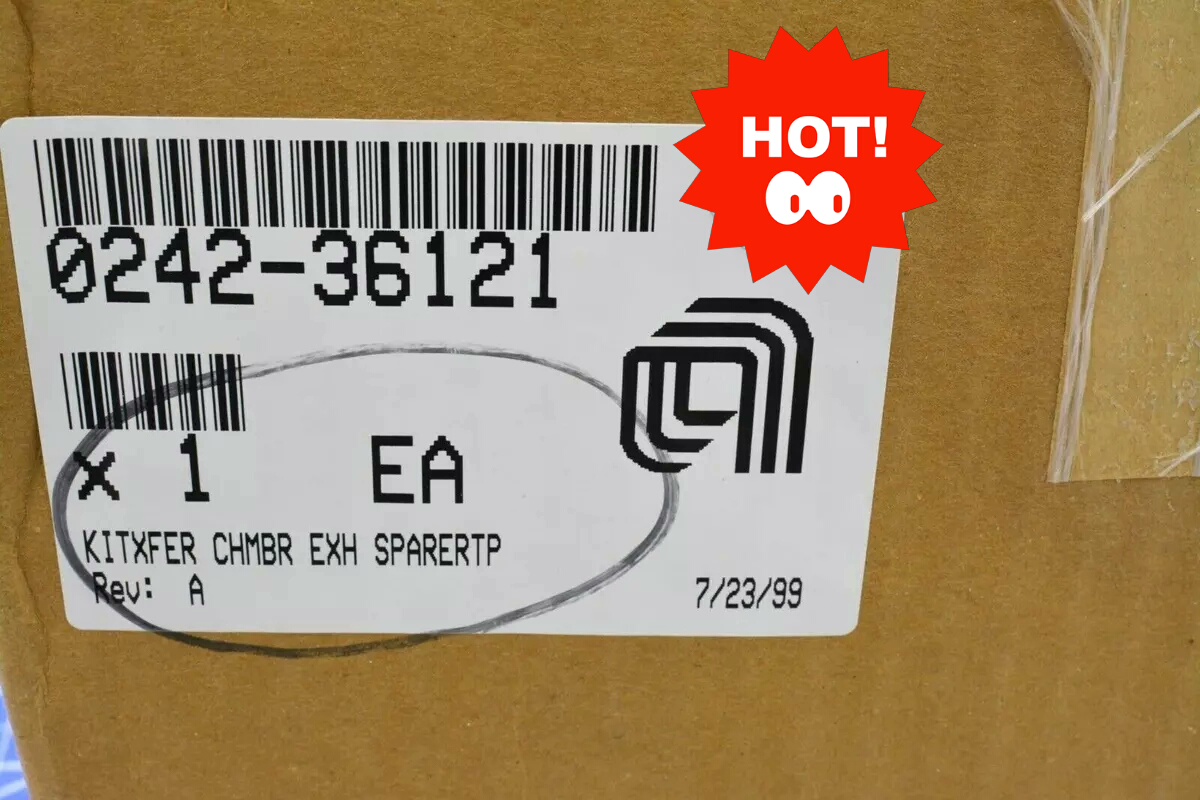 HOT!
0242-36121
x 1 EA
KITXFER CHMBR EXH SPARERTP
Rev: A 7/23/99